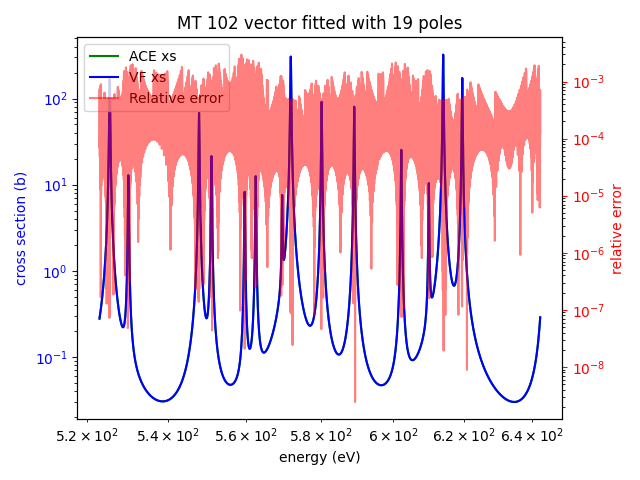 MT 102 vector fitted with 19 poles
ACE xs
VF xs
Relative error
cross section (b)
10²
10¹
10⁰
10⁻¹
10⁻³
10⁻⁴
10⁻⁵
10⁻⁶
10⁻⁷
10⁻⁸
relative error
5.2 × 10² 5.4 × 10² 5.6 × 10² 5.8 × 10² 6 × 10² 6.2 × 10² 6.4 × 10²
energy (eV)